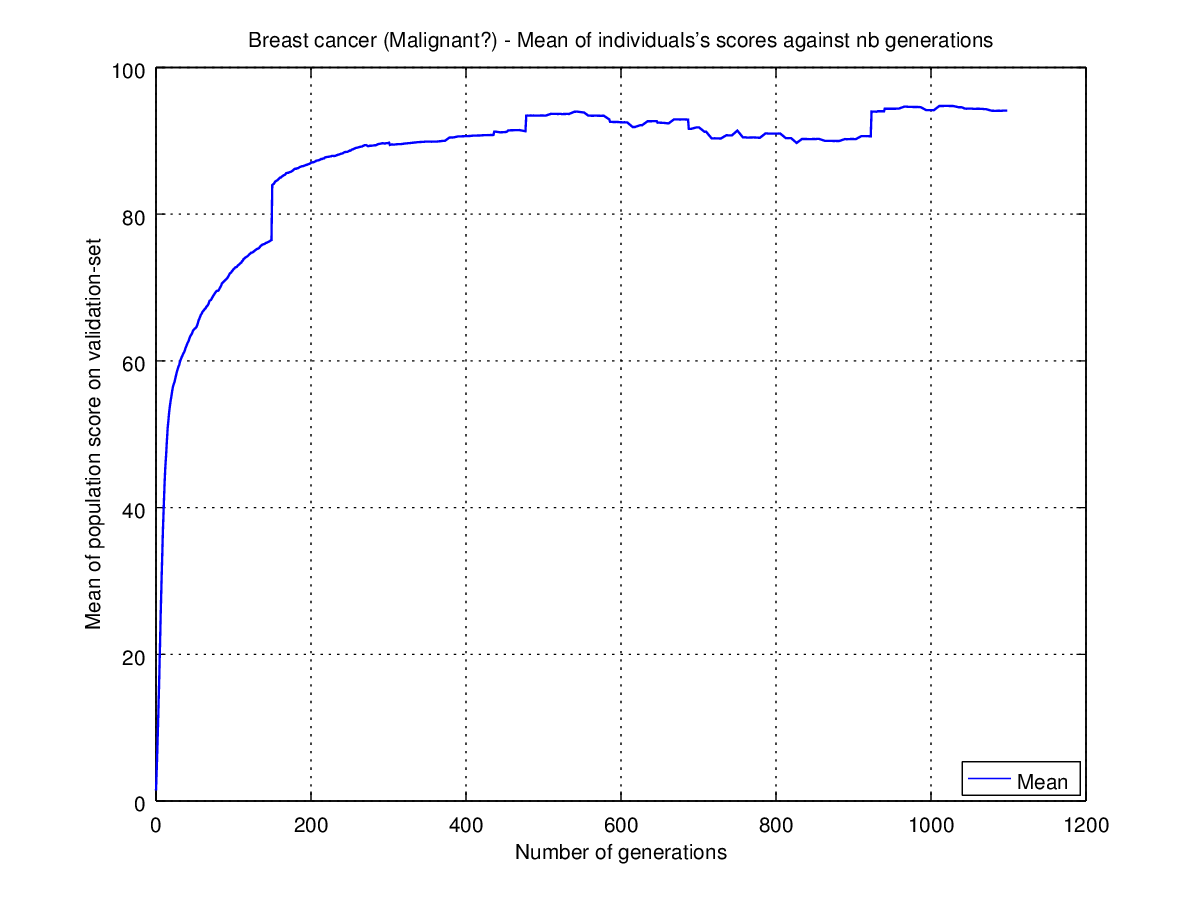 Breast cancer (Malignant?) - Mean of individuals's scores against nb generations
100
80
60
40
20
0
Mean of population score on validation-set
Mean
0 200 400 600 800 1000 1200
Number of generations